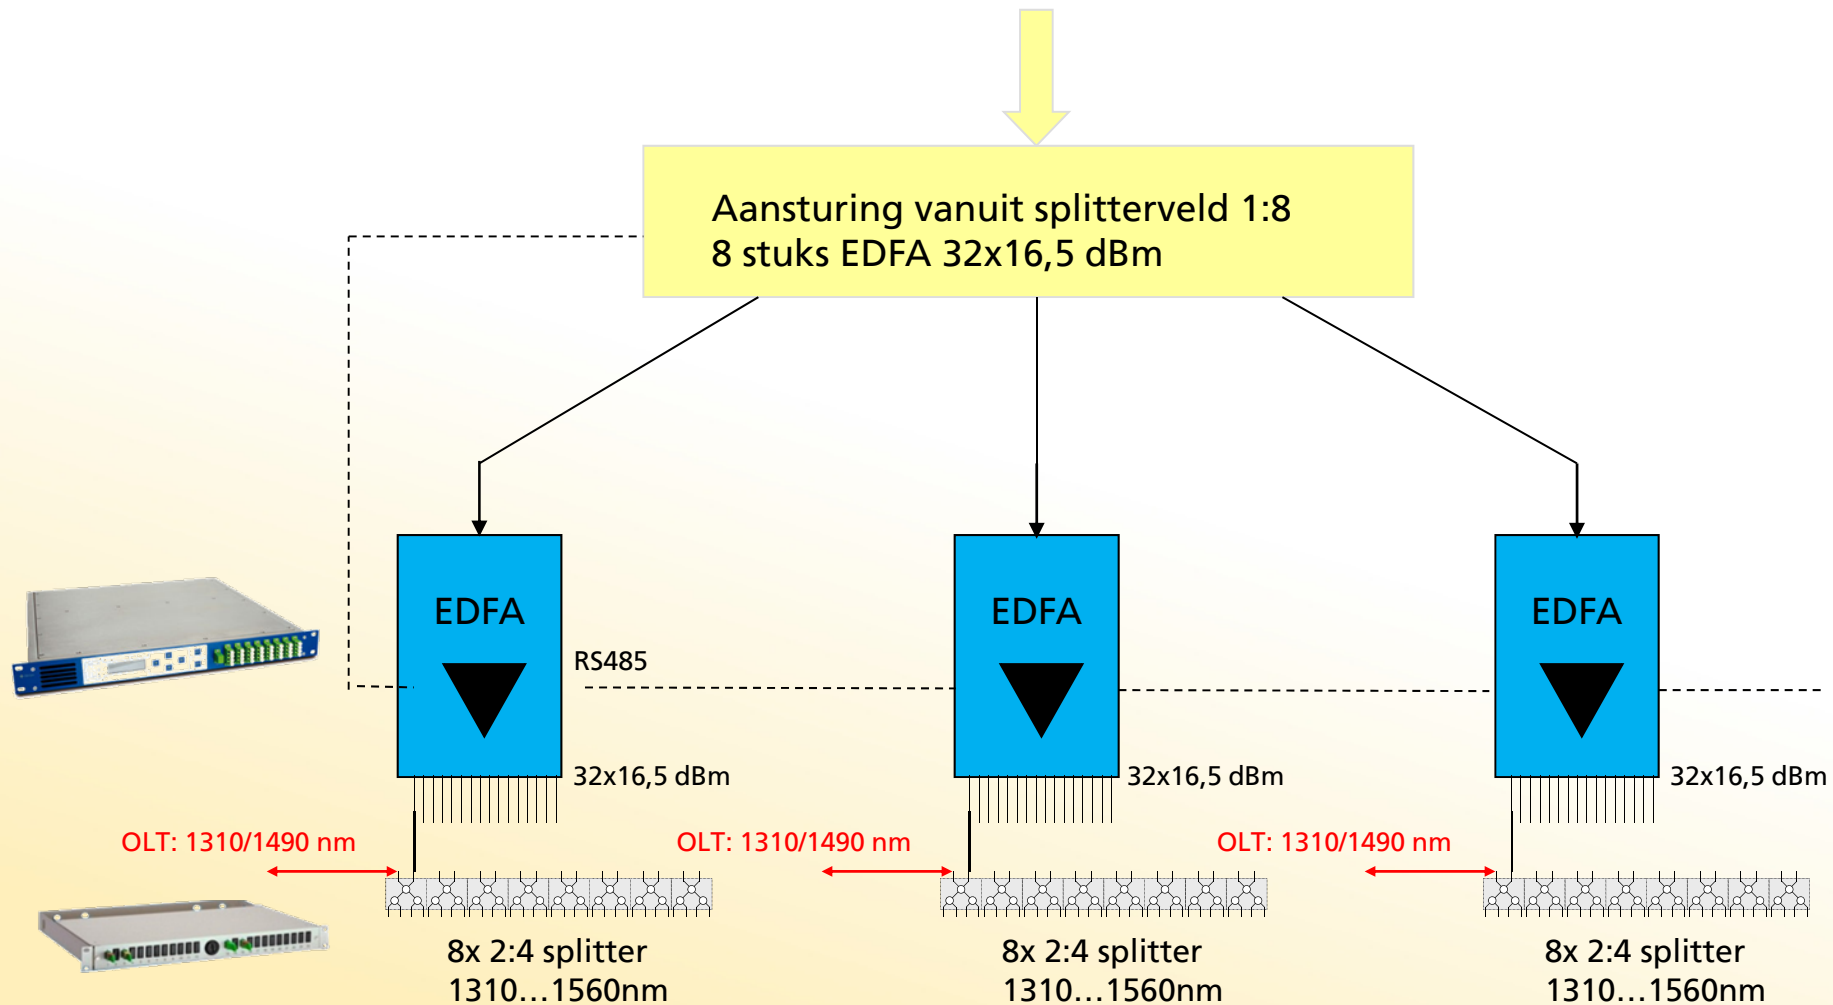 Aansturing vanuit splitterveld 1:8
8 stuks EDFA 32x16,5 dBm
EDFA
EDFA
EDFA
RS485
32x16,5 dBm
32x16,5 dBm
32x16,5 dBm
OLT: 1310/1490 nm
OLT: 1310/1490 nm
OLT: 1310/1490 nm
8x 2:4 splitter
1310...1560nm
8x 2:4 splitter
1310...1560nm
8x 2:4 splitter
1310...1560nm